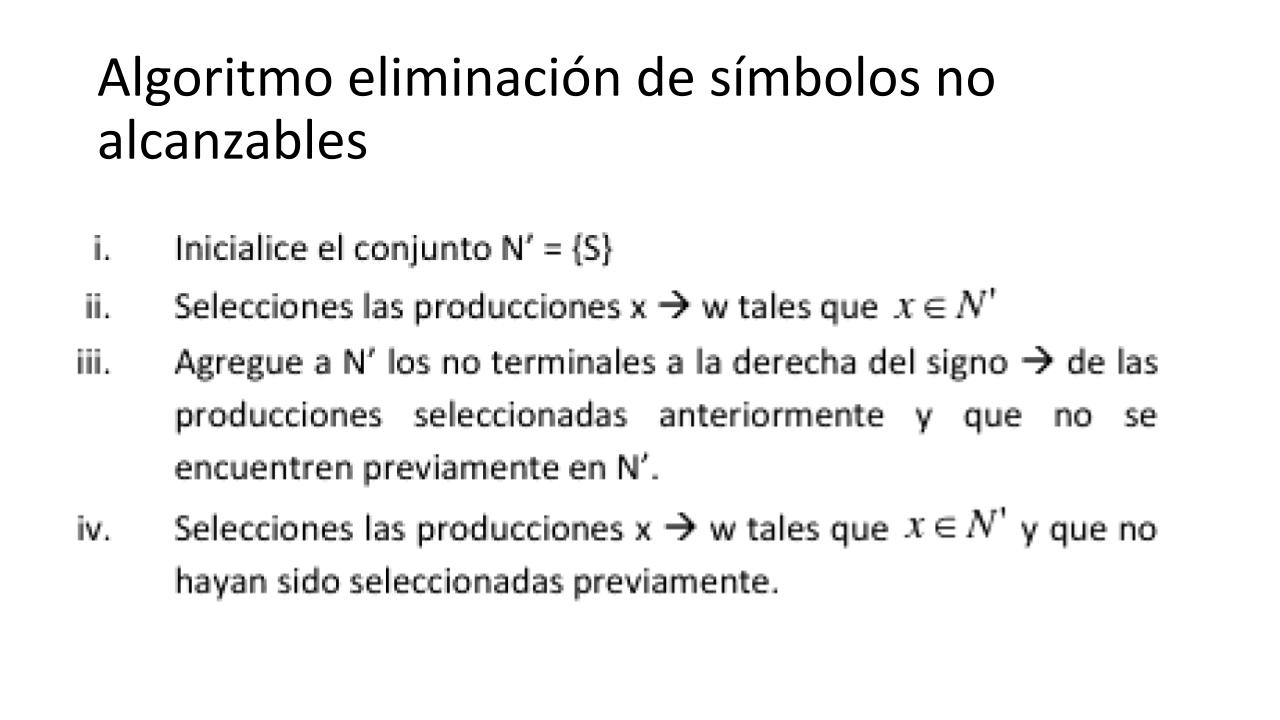 Algoritmo eliminación de símbolos no
alcanzables
i. Inicialice el conjunto N’ = {S}
ii. Selecciones las producciones x → w tales que x ∈ N'
iii. Agregue a N’ los no terminales a la derecha del signo → de las
producciones seleccionadas anteriormente y que no se
encuentren previamente en N’.
iv. Selecciones las producciones x → w tales que x ∈ N' y que no
hayan sido seleccionadas previamente.